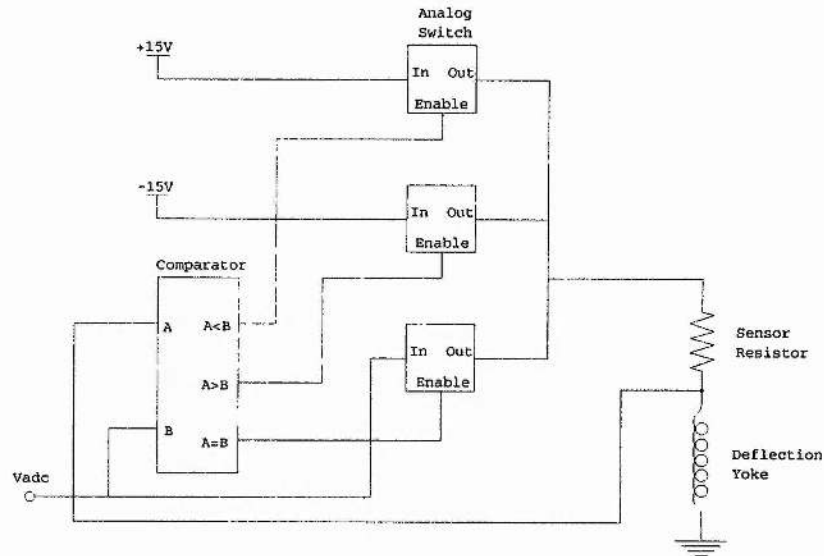 Analog
Switch
+15V
In Out
Enable
-15V
In Out
Enable
Comparator
A A<B
In Out
Enable
A>B
B A=B
Sensor
Resistor
Deflection
Yoke
Vadc